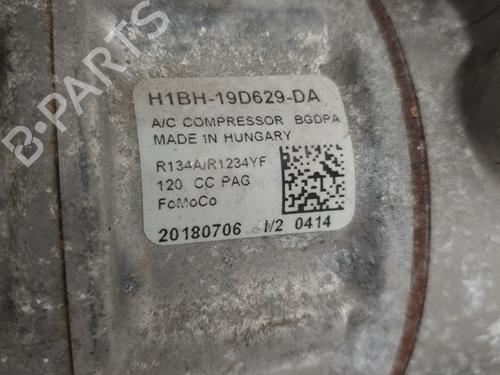 B-PARTS
H1BH-19D629-DA
A/C COMPRESSOR BGDPA
MADE IN HUNGARY
R134A/R1234YF
120 CC PAG
FoMoCo
20180706 1/2 0414